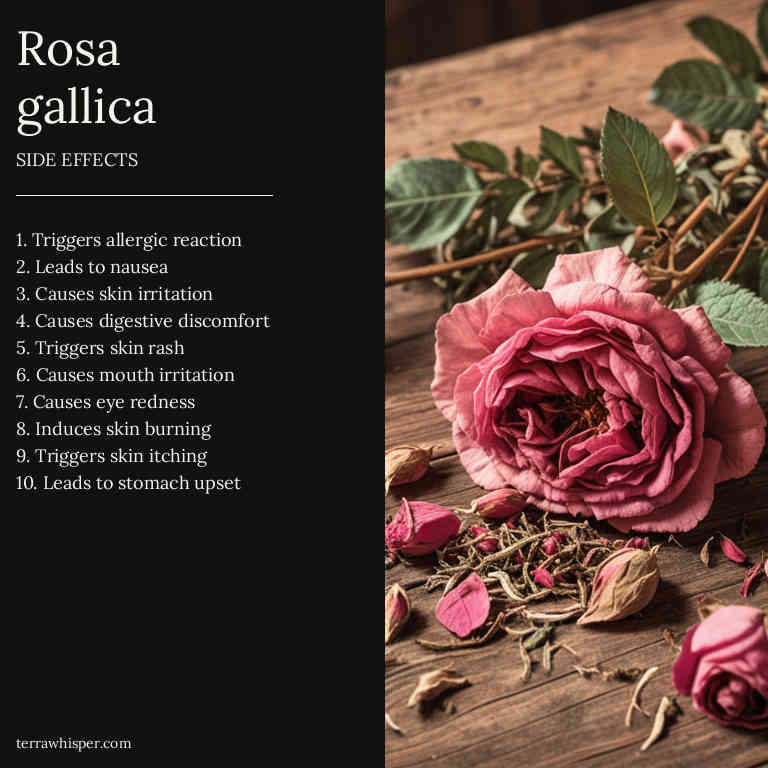 Rosa
gallica
SIDE EFFECTS
1. Triggers allergic reaction
2. Leads to nausea
3. Causes skin irritation
4. Causes digestive discomfort
5. Triggers skin rash
6. Causes mouth irritation
7. Causes eye redness
8. Induces skin burning
9. Triggers skin itching
10. Leads to stomach upset
terrawhisper.com